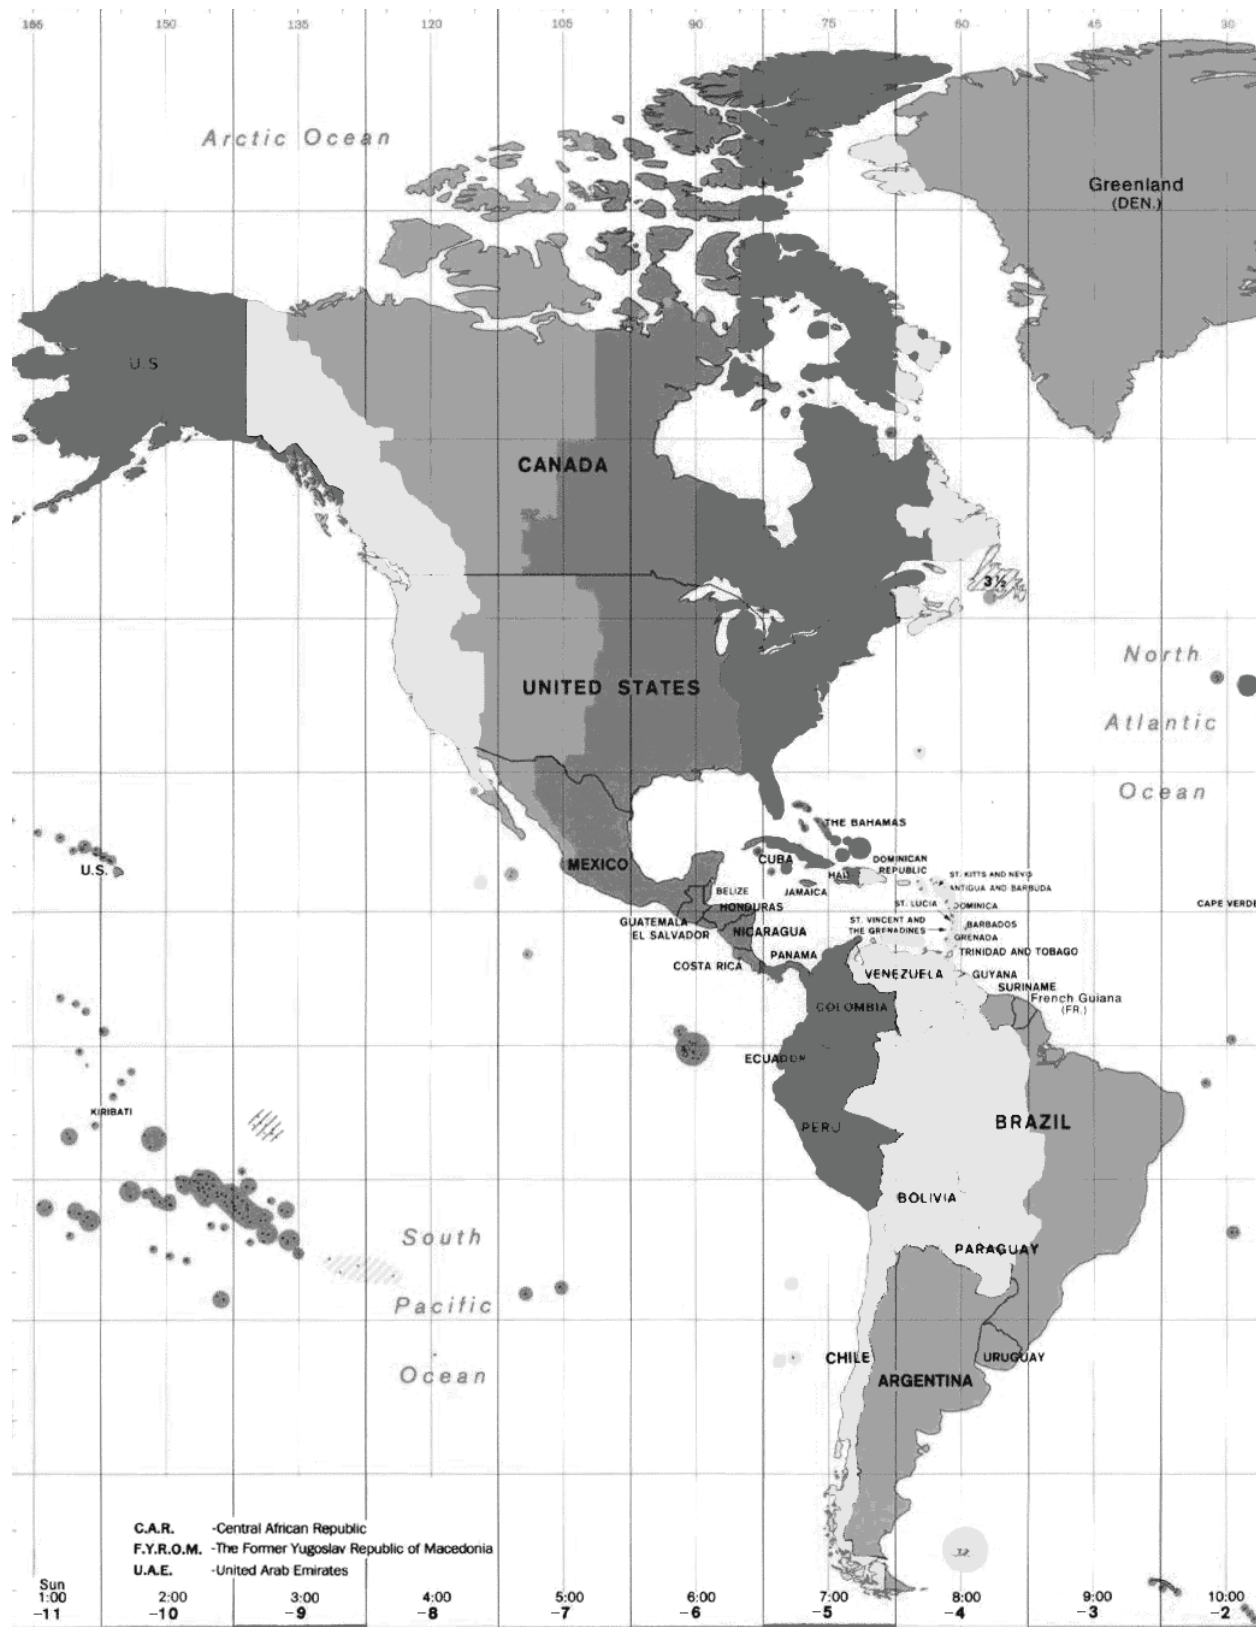 165 150 135 120 105 90 75 60 45 30
Arctic Ocean
Greenland
(DEN.)
U.S
CANADA
3½
North
UNITED STATES
Atlantic
Ocean
THE BAHAMAS
U.S.
MEXICO
CUBA
DOMINICAN
REPUBLIC
HAITI
ST. KITTS AND NEVIS
ANTIGUA AND BARBUDA
BELIZE
JAMAICA
HONDURAS
ST. LUCIA
DOMINICA
CAPE VERDE
GUATEMALA
EL SALVADOR
NICARAGUA
ST. VINCENT AND
THE GRENADINES
BARBADOS
GRENADA
COSTA RICA
PANAMA
TRINIDAD AND TOBAGO
VENEZUELA
GUYANA
SURINAME
French Guiana
(FR.)
COLOMBIA
ECUADOR
KIRIBATI
PERU
BRAZIL
BOLIVIA
South
PARAGUAY
Pacific
CHILE
URUGUAY
Ocean
ARGENTINA
C.A.R. -Central African Republic
F.Y.R.O.M. -The Former Yugoslav Republic of Macedonia
U.A.E. -United Arab Emirates
Sun
1:00 2:00 3:00 4:00 5:00 6:00 7:00 8:00 9:00 10:00
-11 -10 -9 -8 -7 -6 -5 -4 -3 -2